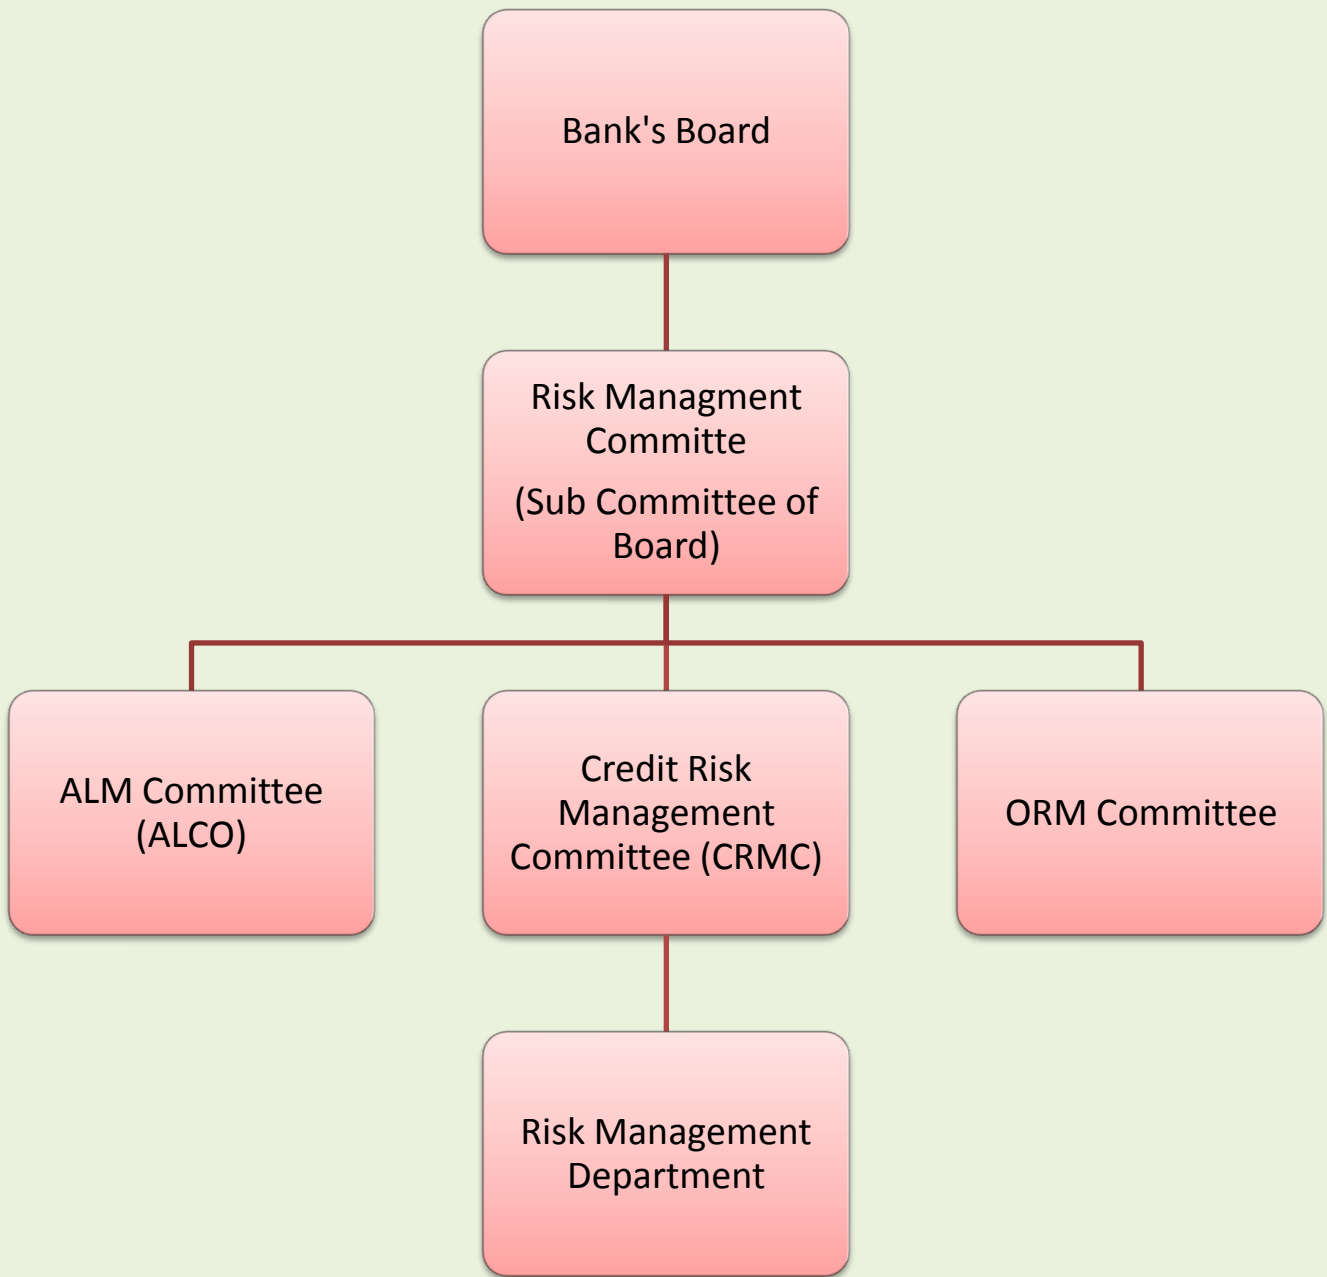 Bank's Board
Risk Managment
Committe
(Sub Committee of
Board)
ALM Committee
(ALCO)
Credit Risk
Management
Committee (CRMC)
ORM Committee
Risk Management
Department